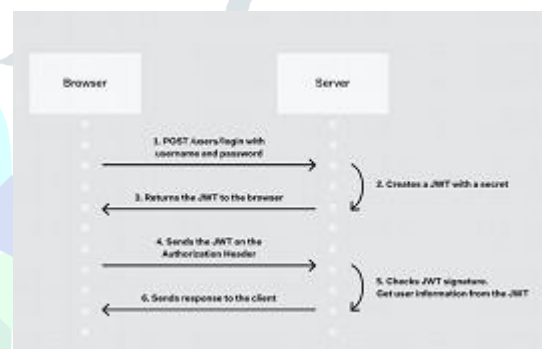 Browser
Server
1. POST /users/login with
username and password
2. Creates a JWT with a secret
3. Returns the JWT to the browser
4. Sends the JWT on the
Authorization Header
5. Checks JWT signature.
Get user information from the JWT
6. Sends response to the client